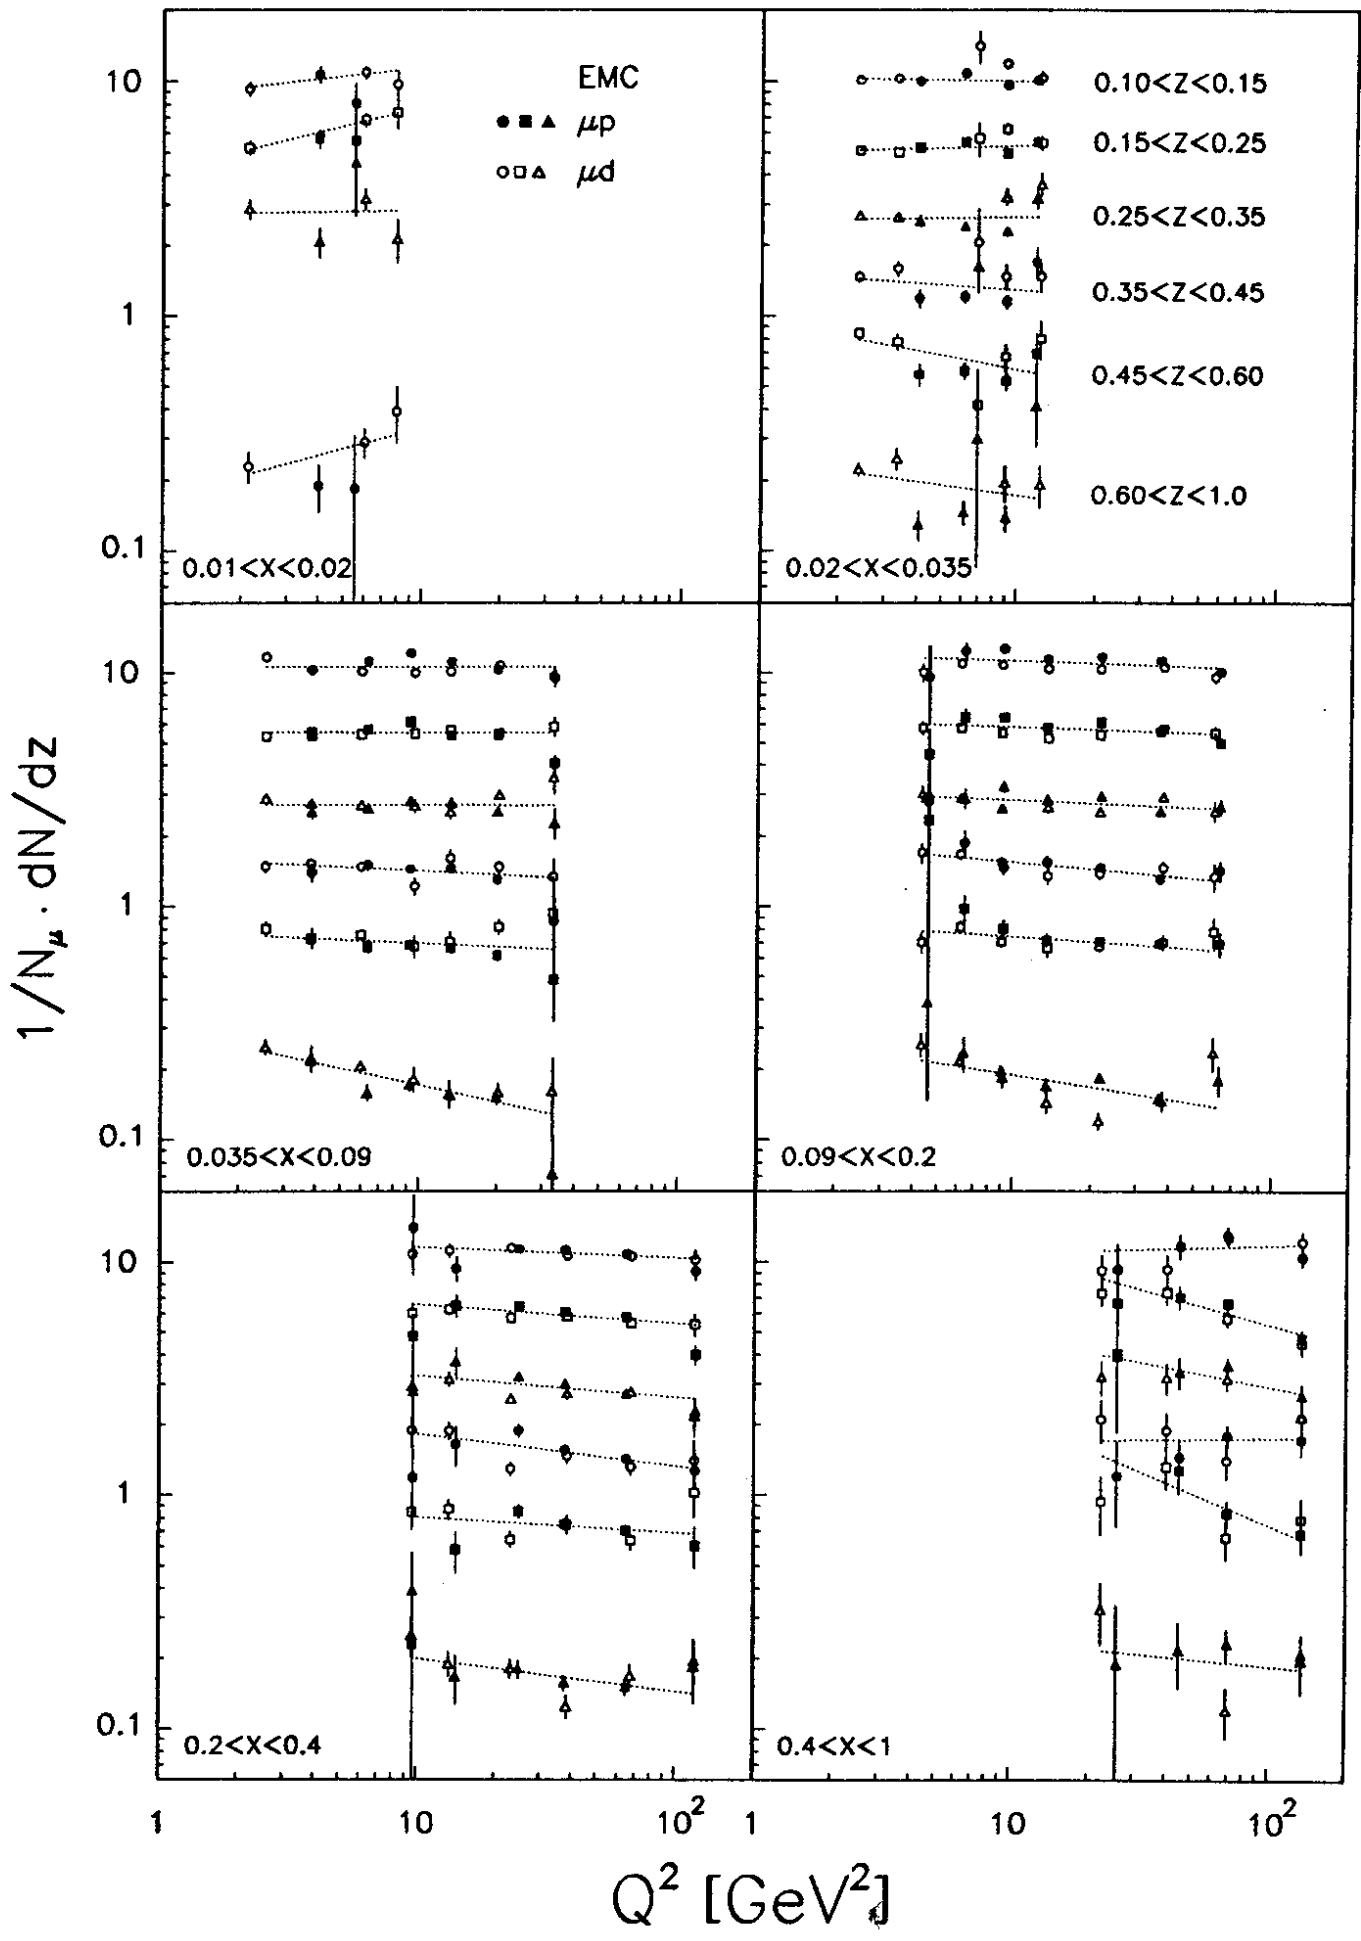 EMC
10
●■▲ μp
○□△ μd
1
0.1
0.01<X<0.02
0.10<Z<0.15
0.15<Z<0.25
0.25<Z<0.35
0.35<Z<0.45
0.45<Z<0.60
0.60<Z<1.0
0.02<X<0.035
10
1
0.1
0.035<X<0.09
0.09<X<0.2
1/Nμ · dN/dz
10
1
0.1
0.2<X<0.4
0.4<X<1
1 10 10² 1 10 10²
Q² [GeV²]